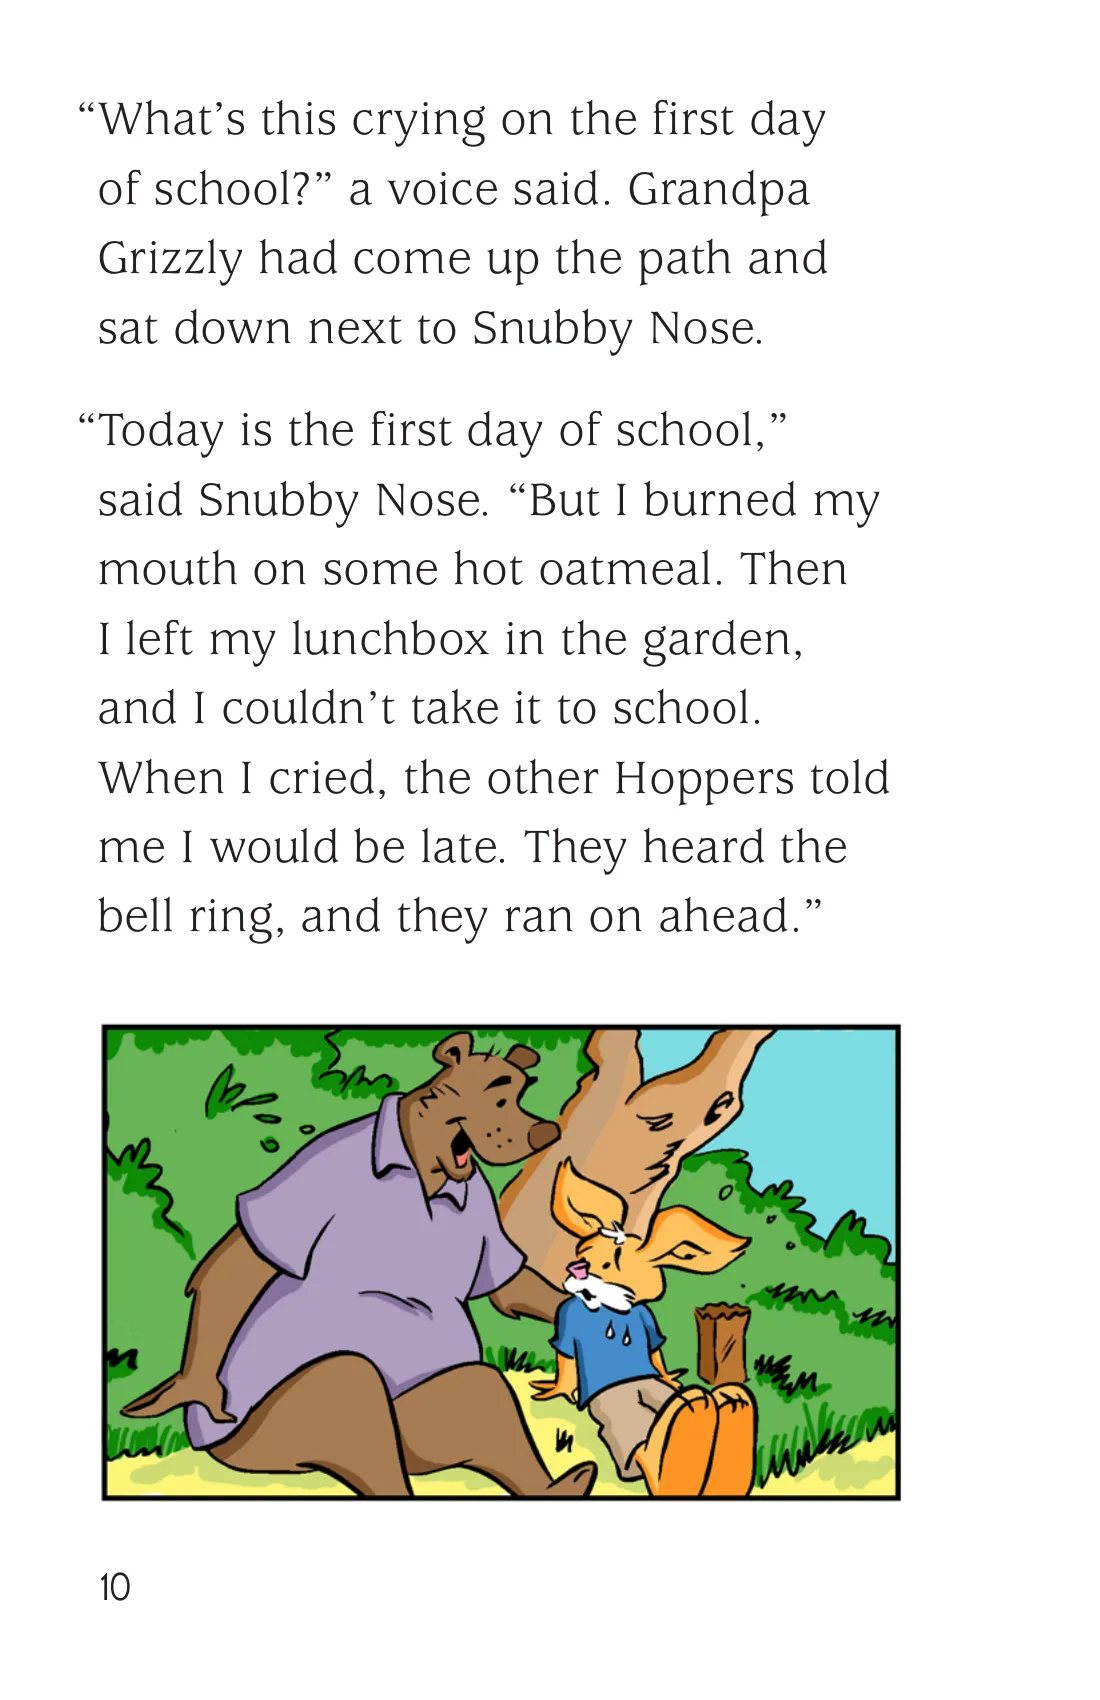 “What’s this crying on the first day
of school?” a voice said. Grandpa
Grizzly had come up the path and
sat down next to Snubby Nose.
“Today is the first day of school,”
said Snubby Nose. “But I burned my
mouth on some hot oatmeal. Then
I left my lunchbox in the garden,
and I couldn’t take it to school.
When I cried, the other Hoppers told
me I would be late. They heard the
bell ring, and they ran on ahead.”
10